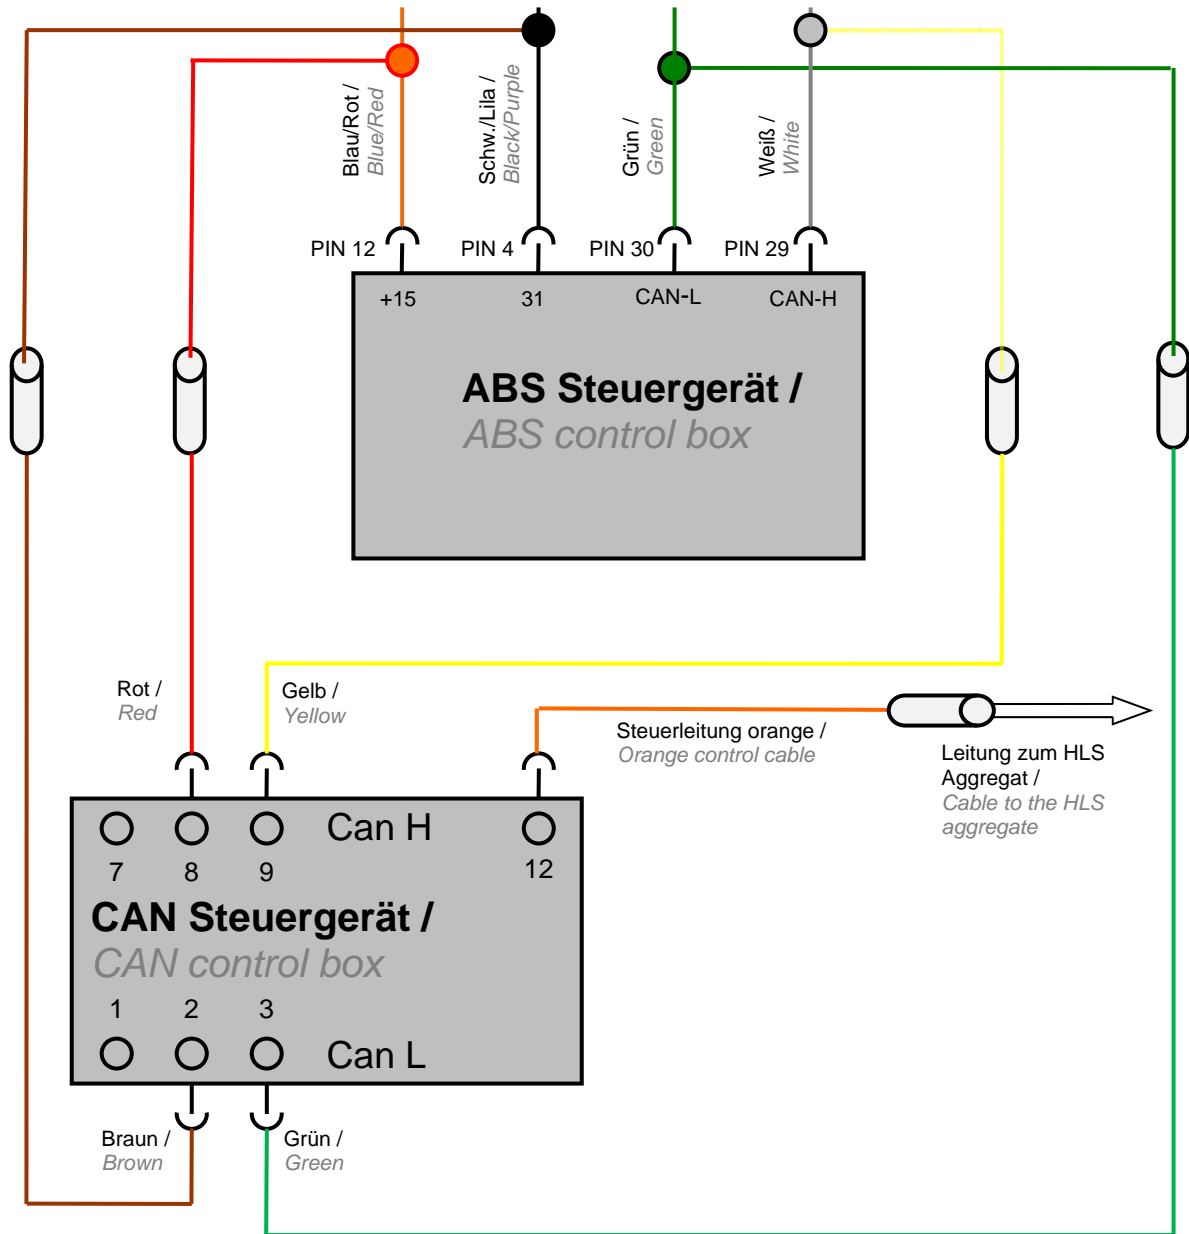 Blau/Rot /
Blue/Red
Schw./Lila /
Black/Purple
Grün /
Green
Weiß /
White
PIN 12
PIN 4
PIN 30
PIN 29
+15
31
CAN-L
CAN-H
ABS Steuergerät /
ABS control box
Rot /
Red
Gelb /
Yellow
Steuerleitung orange /
Orange control cable
Leitung zum HLS
Aggregat /
Cable to the HLS
aggregate
Can H
7
8
9
12
CAN Steuergerät /
CAN control box
1
2
3
Can L
Braun /
Brown
Grün /
Green